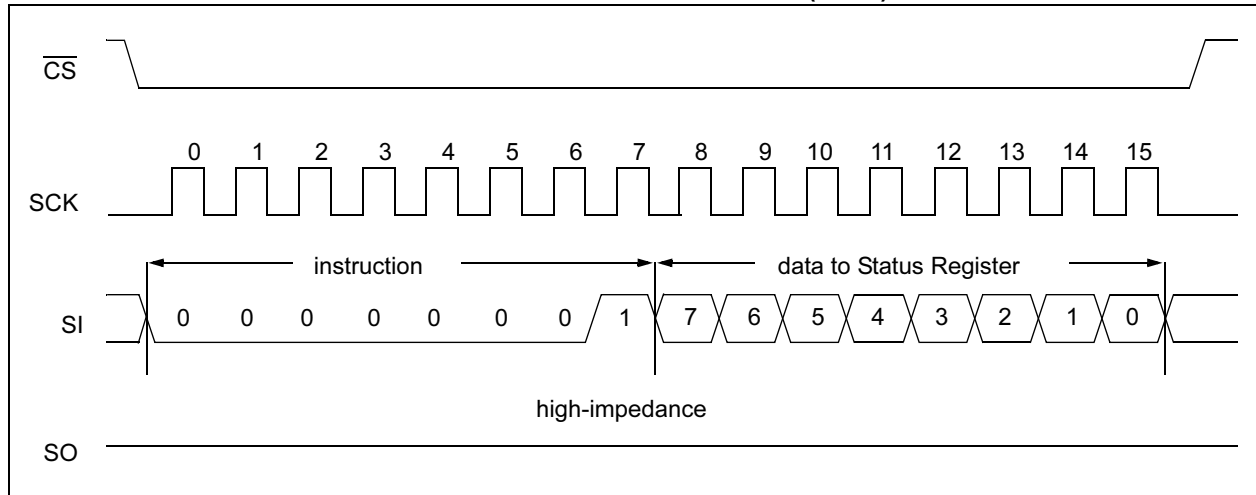 CS
0 1 2 3 4 5 6 7 8 9 10 11 12 13 14 15
SCK
instruction data to Status Register
SI 0 0 0 0 0 0 0 1 7 6 5 4 3 2 1 0
high-impedance
SO